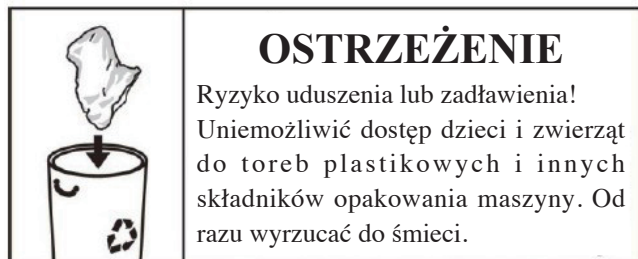 OSTRZEŻENIE
Ryzyko uduszenia lub zadławienia!
Uniemożliwić dostęp dzieci i zwierząt
do toreb plastikowych i innych
składników opakowania maszyny. Od
razu wyrzucać do śmieci.